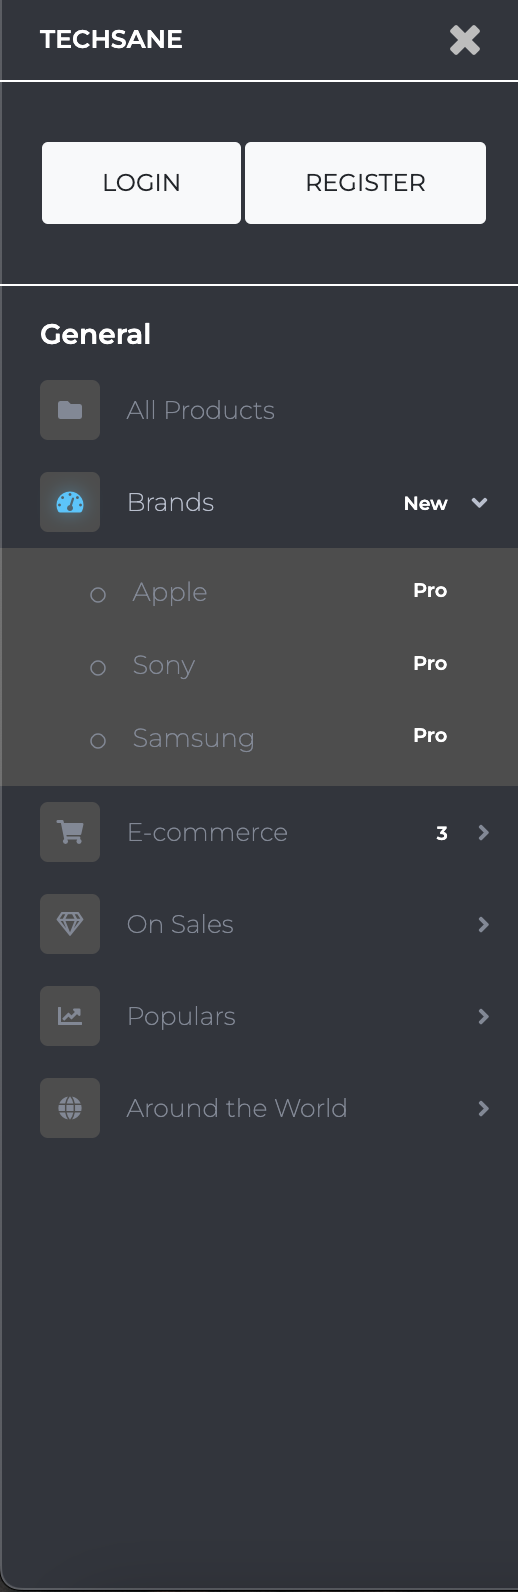 TECHSANE
LOGIN REGISTER
General
All Products
Brands New
Apple Pro
Sony Pro
Samsung Pro
E-commerce 3
On Sales
Populars
Around the World